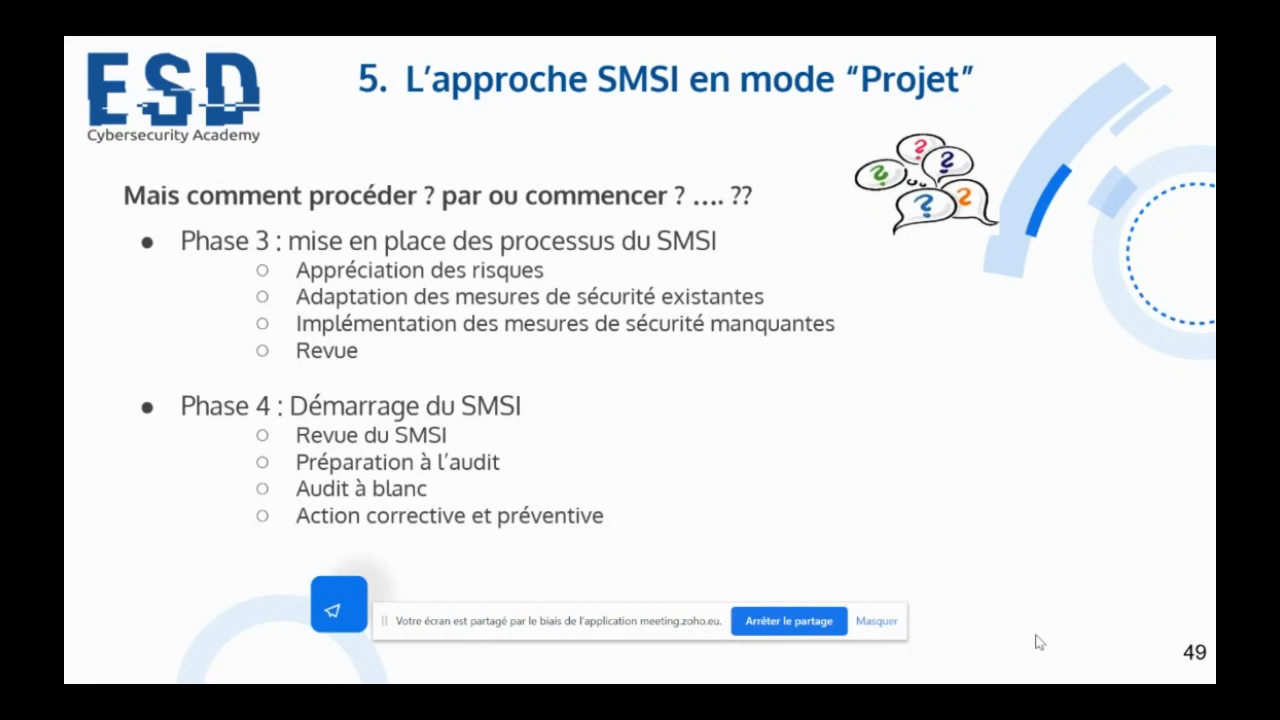 ESD
Cybersecurity Academy
5. L’approche SMSI en mode “Projet”
? ? ? ? ?
Mais comment procéder ? par ou commencer ? .... ??
● Phase 3 : mise en place des processus du SMSI
○ Appréciation des risques
○ Adaptation des mesures de sécurité existantes
○ Implémentation des mesures de sécurité manquantes
○ Revue
● Phase 4 : Démarrage du SMSI
○ Revue du SMSI
○ Préparation à l’audit
○ Audit à blanc
○ Action corrective et préventive
Votre écran est partagé par le biais de l'application meeting.zoho.eu. Arrêter le partage Masquer
49